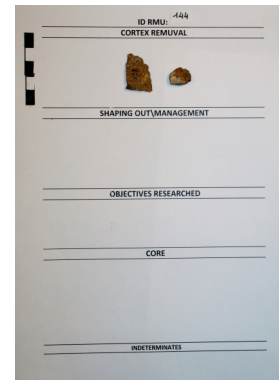 ID RMU: 144
CORTEX REMUVAL
SHAPING OUT\MANAGEMENT
OBJECTIVES RESEARCHED
CORE
INDETERMINATES